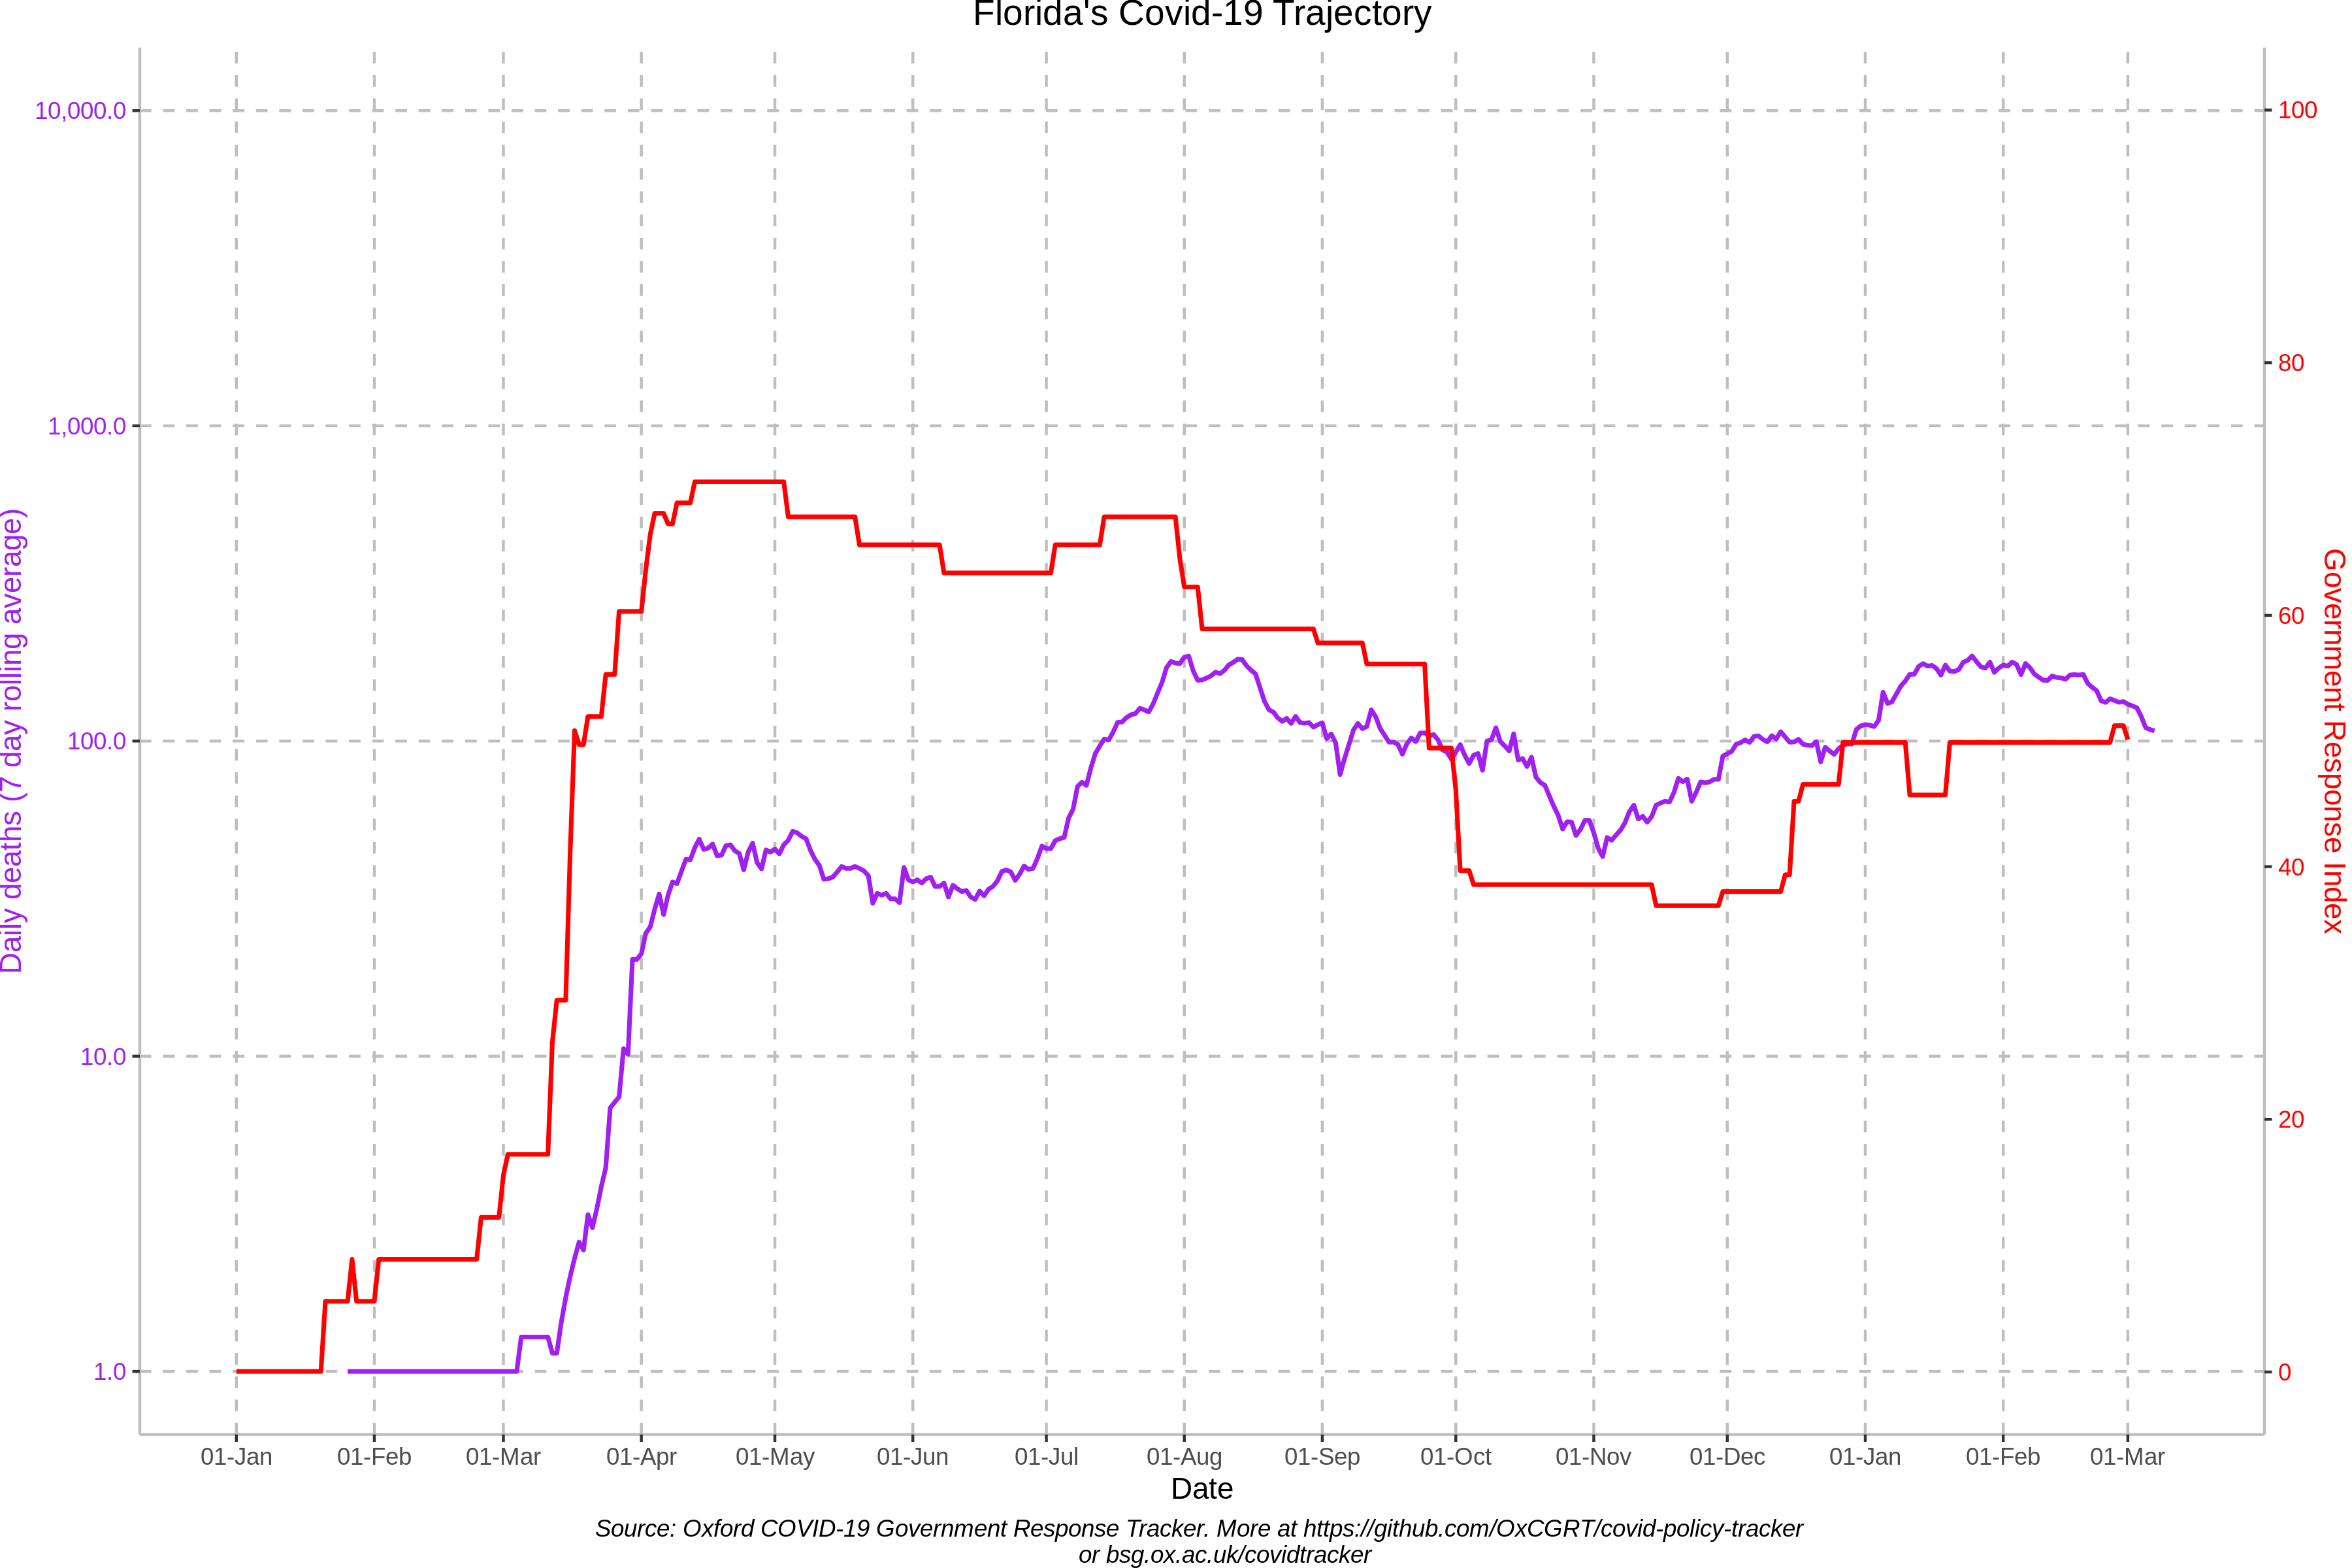 Florida's Covid-19 Trajectory
10,000.0
1,000.0
100.0
10.0
1.0
Daily deaths (7 day rolling average)
100
80
60
40
20
0
Government Response Index
01-Jan 01-Feb 01-Mar 01-Apr 01-May 01-Jun 01-Jul 01-Aug 01-Sep 01-Oct 01-Nov 01-Dec 01-Jan 01-Feb 01-Mar
Date
Source: Oxford COVID-19 Government Response Tracker. More at https://github.com/OxCGRT/covid-policy-tracker
or bsg.ox.ac.uk/covidtracker